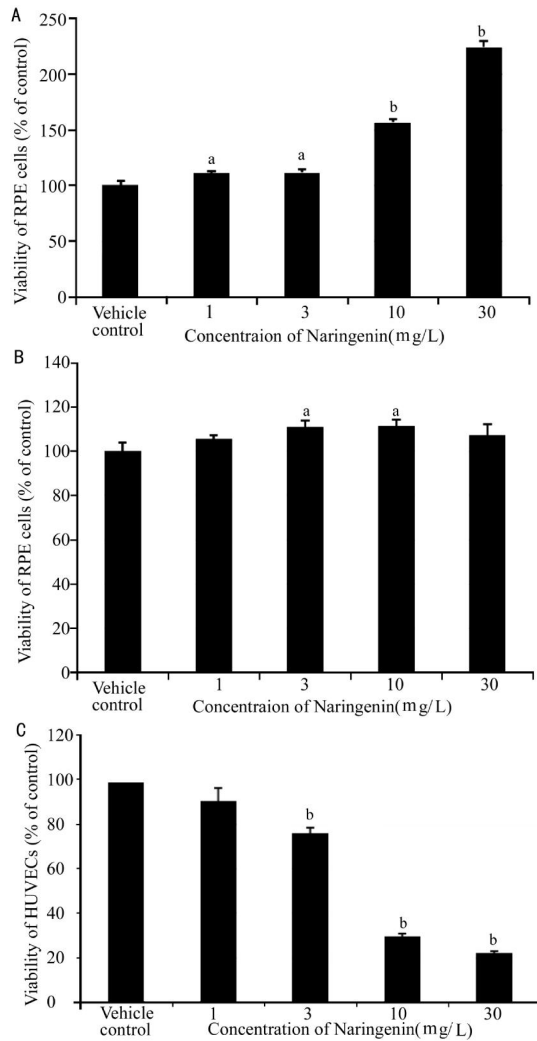 A
Viability of RPE cells (% of control)
250
200
150
100
50
0
a
a
b
b
Vehicle
control
1
3
10
30
Concentraion of Naringenin(mg/L)
B
Viability of RPE cells (% of control)
140
120
100
80
60
40
20
0
a
a
Vehicle
control
1
3
10
30
Concentraion of Naringenin(mg/L)
C
Viability of HUVECs (% of control)
120
100
80
60
40
20
0
b
b
b
Vehicle
control
1
3
10
30
Concentration of Naringenin(mg/L)